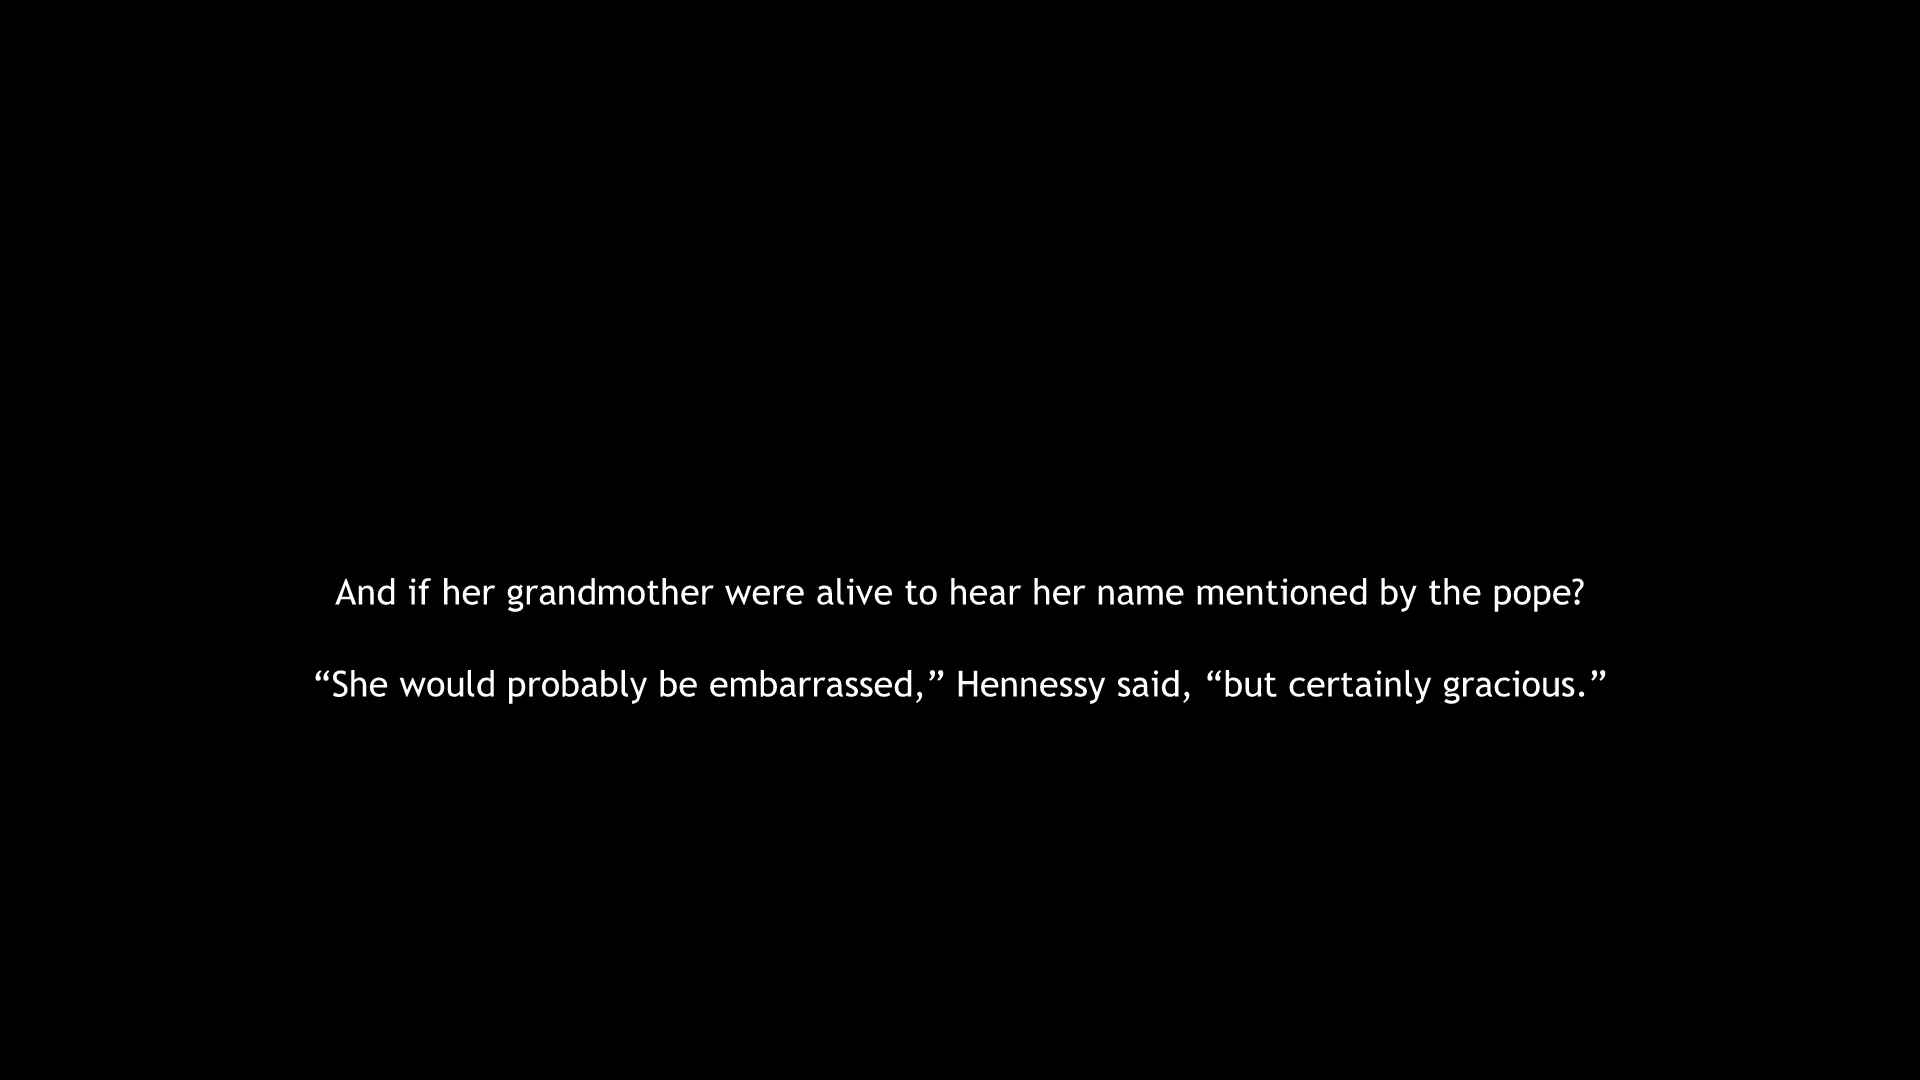 And if her grandmother were alive to hear her name mentioned by the pope?
“She would probably be embarrassed,” Hennessy said, “but certainly gracious.”